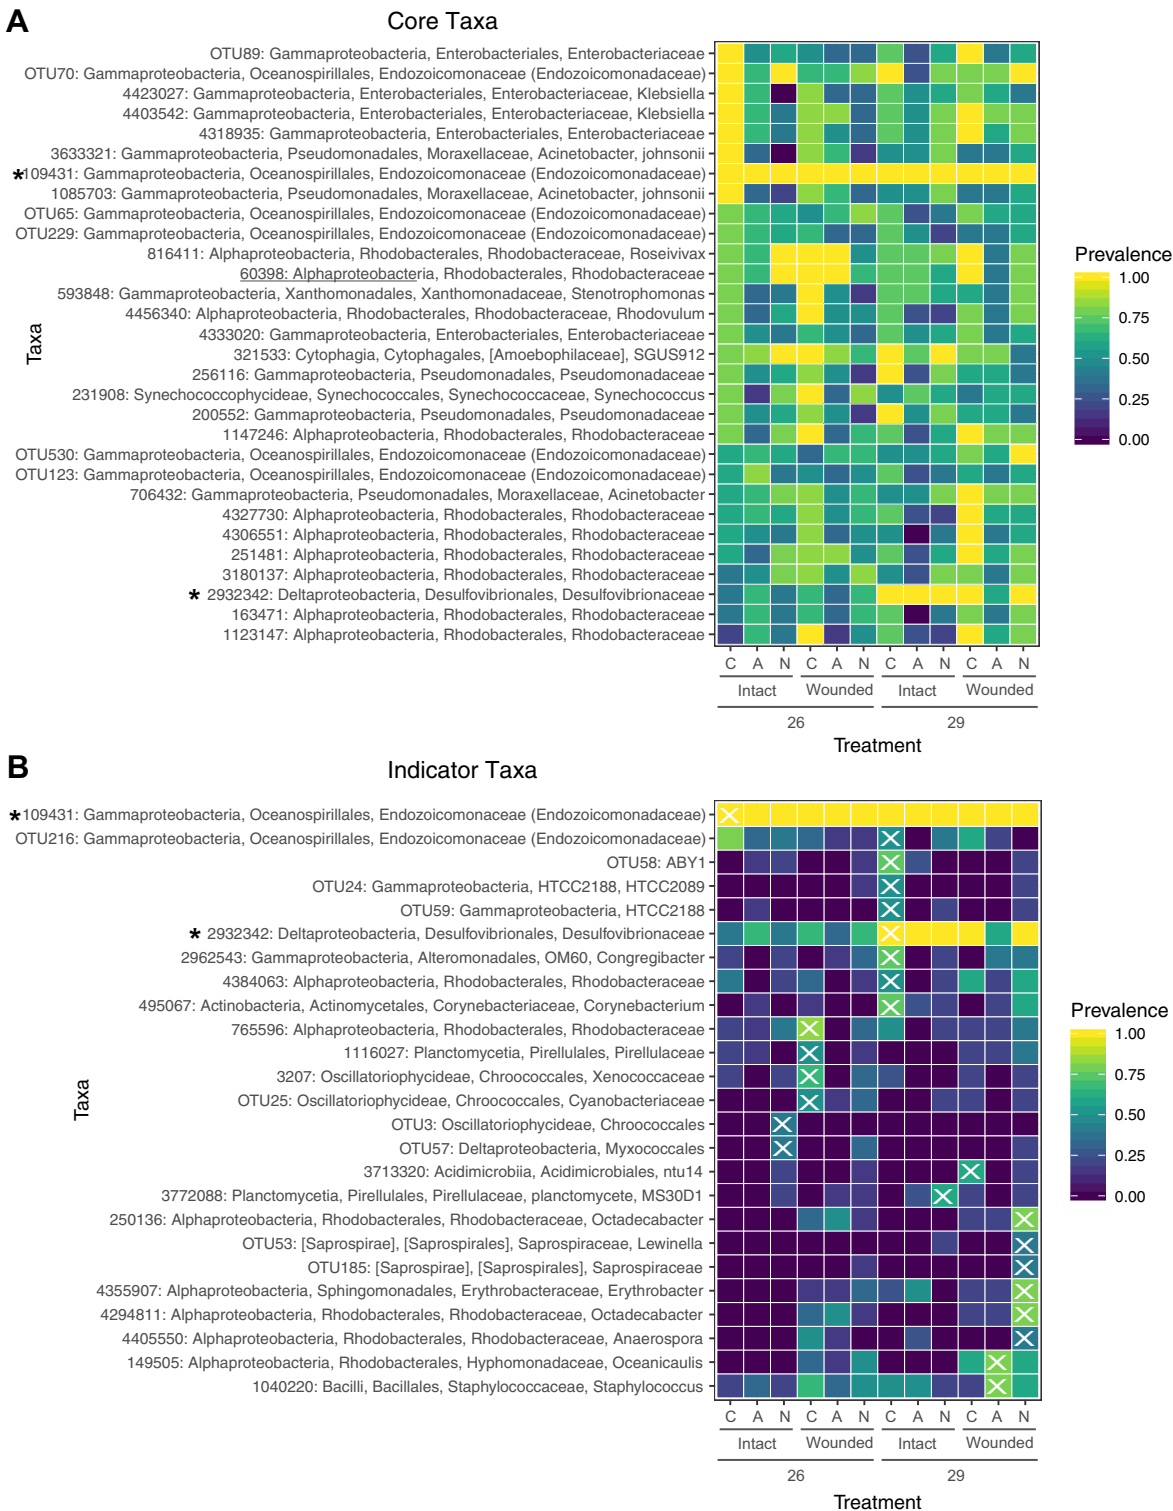 A
Core Taxa
OTU89: Gammaproteobacteria, Enterobacteriales, Enterobacteriaceae
OTU70: Gammaproteobacteria, Oceanospirillales, Endozoicomonaceae (Endozoicomonadaceae)
4423027: Gammaproteobacteria, Enterobacteriales, Enterobacteriaceae, Klebsiella
4403542: Gammaproteobacteria, Enterobacteriales, Enterobacteriaceae, Klebsiella
4318935: Gammaproteobacteria, Enterobacteriales, Enterobacteriaceae
3633321: Gammaproteobacteria, Pseudomonadales, Moraxellaceae, Acinetobacter, johnsonii
*109431: Gammaproteobacteria, Oceanospirillales, Endozoicomonaceae (Endozoicomonadaceae)
1085703: Gammaproteobacteria, Pseudomonadales, Moraxellaceae, Acinetobacter, johnsonii
OTU65: Gammaproteobacteria, Oceanospirillales, Endozoicomonaceae (Endozoicomonadaceae)
OTU229: Gammaproteobacteria, Oceanospirillales, Endozoicomonaceae (Endozoicomonadaceae)
816411: Alphaproteobacteria, Rhodobacterales, Rhodobacteraceae, Roseivivax
60398: Alphaproteobacteria, Rhodobacterales, Rhodobacteraceae
593848: Gammaproteobacteria, Xanthomonadales, Xanthomonadaceae, Stenotrophomonas
4456340: Alphaproteobacteria, Rhodobacterales, Rhodobacteraceae, Rhodovulum
4333020: Gammaproteobacteria, Enterobacteriales, Enterobacteriaceae
321533: Cytophagia, Cytophagales, [Amoebophilaceae], SGUS912
256116: Gammaproteobacteria, Pseudomonadales, Pseudomonadaceae
231908: Synechococcophycideae, Synechococcales, Synechococcaceae, Synechococcus
200552: Gammaproteobacteria, Pseudomonadales, Pseudomonadaceae
1147246: Alphaproteobacteria, Rhodobacterales, Rhodobacteraceae
OTU530: Gammaproteobacteria, Oceanospirillales, Endozoicomonaceae (Endozoicomonadaceae)
OTU123: Gammaproteobacteria, Oceanospirillales, Endozoicomonaceae (Endozoicomonadaceae)
706432: Gammaproteobacteria, Pseudomonadales, Moraxellaceae, Acinetobacter
4327730: Alphaproteobacteria, Rhodobacterales, Rhodobacteraceae
4306551: Alphaproteobacteria, Rhodobacterales, Rhodobacteraceae
251481: Alphaproteobacteria, Rhodobacterales, Rhodobacteraceae
3180137: Alphaproteobacteria, Rhodobacterales, Rhodobacteraceae
* 2932342: Deltaproteobacteria, Desulfovibrionales, Desulfovibrionaceae
163471: Alphaproteobacteria, Rhodobacterales, Rhodobacteraceae
1123147: Alphaproteobacteria, Rhodobacterales, Rhodobacteraceae
Taxa
C A N C A N C A N C A N
Intact Wounded Intact Wounded
26 29
Treatment
Prevalence
1.00
0.75
0.50
0.25
0.00
B
Indicator Taxa
*109431: Gammaproteobacteria, Oceanospirillales, Endozoicomonaceae (Endozoicomonadaceae)
OTU216: Gammaproteobacteria, Oceanospirillales, Endozoicomonaceae (Endozoicomonadaceae)
OTU58: ABY1
OTU24: Gammaproteobacteria, HTCC2188, HTCC2089
OTU59: Gammaproteobacteria, HTCC2188
* 2932342: Deltaproteobacteria, Desulfovibrionales, Desulfovibrionaceae
2962543: Gammaproteobacteria, Alteromonadales, OM60, Congregibacter
4384063: Alphaproteobacteria, Rhodobacterales, Rhodobacteraceae
495067: Actinobacteria, Actinomycetales, Corynebacteriaceae, Corynebacterium
765596: Alphaproteobacteria, Rhodobacterales, Rhodobacteraceae
1116027: Planctomycetia, Pirellulales, Pirellulaceae
3207: Oscillatoriophycideae, Chroococcales, Xenococcaceae
OTU25: Oscillatoriophycideae, Chroococcales, Cyanobacteriaceae
OTU3: Oscillatoriophycideae, Chroococcales
OTU57: Deltaproteobacteria, Myxococcales
3713320: Acidimicrobiia, Acidimicrobiales, ntu14
3772088: Planctomycetia, Pirellulales, Pirellulaceae, planctomycete, MS30D1
250136: Alphaproteobacteria, Rhodobacterales, Rhodobacteraceae, Octadecabacter
OTU53: [Saprospirae], [Saprospirales], Saprospiraceae, Lewinella
OTU185: [Saprospirae], [Saprospirales], Saprospiraceae
4355907: Alphaproteobacteria, Sphingomonadales, Erythrobacteraceae, Erythrobacter
4294811: Alphaproteobacteria, Rhodobacterales, Rhodobacteraceae, Octadecabacter
4405550: Alphaproteobacteria, Rhodobacterales, Rhodobacteraceae, Anaerospora
149505: Alphaproteobacteria, Rhodobacterales, Hyphomonadaceae, Oceanicaulis
1040220: Bacilli, Bacillales, Staphylococcaceae, Staphylococcus
Taxa
C A N C A N C A N C A N
Intact Wounded Intact Wounded
26 29
Treatment
Prevalence
1.00
0.75
0.50
0.25
0.00